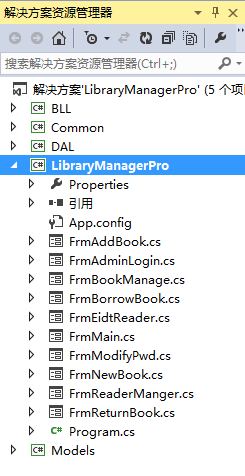 解决方案资源管理器
搜索解决方案资源管理器(Ctrl+;)
解决方案'LibraryManagerPro' (5 个项
C# BLL
C# Common
C# DAL
C# LibraryManagerPro
Properties
引用
App.config
FrmAddBook.cs
FrmAdminLogin.cs
FrmBookManage.cs
FrmBorrowBook.cs
FrmEidtReader.cs
FrmMain.cs
FrmModifyPwd.cs
FrmNewBook.cs
FrmReaderManger.cs
FrmReturnBook.cs
C# Program.cs
C# Models